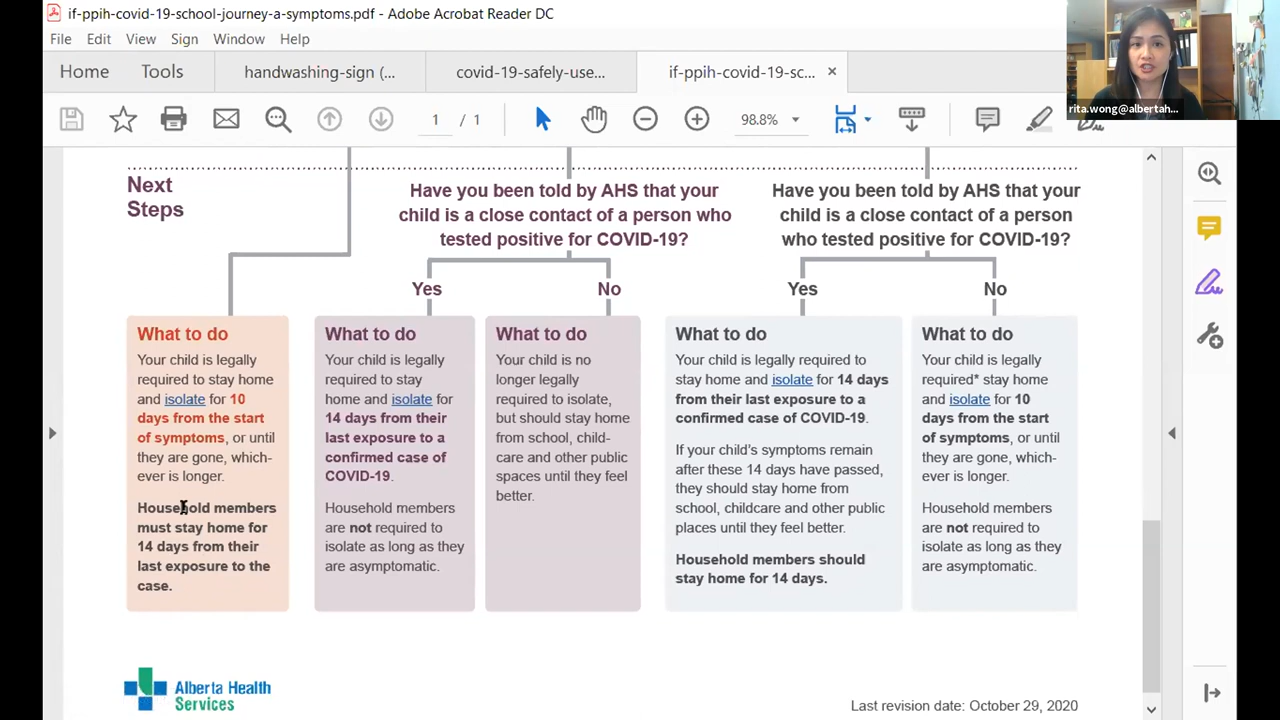 if-ppih-covid-19-school-journey-a-symptoms.pdf - Adobe Acrobat Reader DC
File Edit View Sign Window Help
Home Tools handwashing-sign (... covid-19-safely-use... if-ppih-covid-19-sc... ×
1 / 1 98.8%
rita.wong@albertah...
Next
Steps
Have you been told by AHS that your
child is a close contact of a person who
tested positive for COVID-19?
Have you been told by AHS that your
child is a close contact of a person
who tested positive for COVID-19?
Yes
No
Yes
No
What to do
Your child is legally
required to stay home
and isolate for 10
days from the start
of symptoms, or until
they are gone, which-
ever is longer.
Household members
must stay home for
14 days from their
last exposure to the
case.
What to do
Your child is legally
required to stay
home and isolate for
14 days from their
last exposure to a
confirmed case of
COVID-19.
Household members
are not required to
isolate as long as they
are asymptomatic.
What to do
Your child is no
longer legally
required to isolate,
but should stay home
from school, child-
care and other public
spaces until they feel
better.
What to do
Your child is legally required to
stay home and isolate for 14 days
from their last exposure to a
confirmed case of COVID-19.
If your child's symptoms remain
after these 14 days have passed,
they should stay home from
school, childcare and other public
places until they feel better.
Household members should
stay home for 14 days.
What to do
Your child is legally
required* stay home
and isolate for 10
days from the start
of symptoms, or until
they are gone, which-
ever is longer.
Household members
are not required to
isolate as long as they
are asymptomatic.
Alberta Health
Services
Last revision date: October 29, 2020